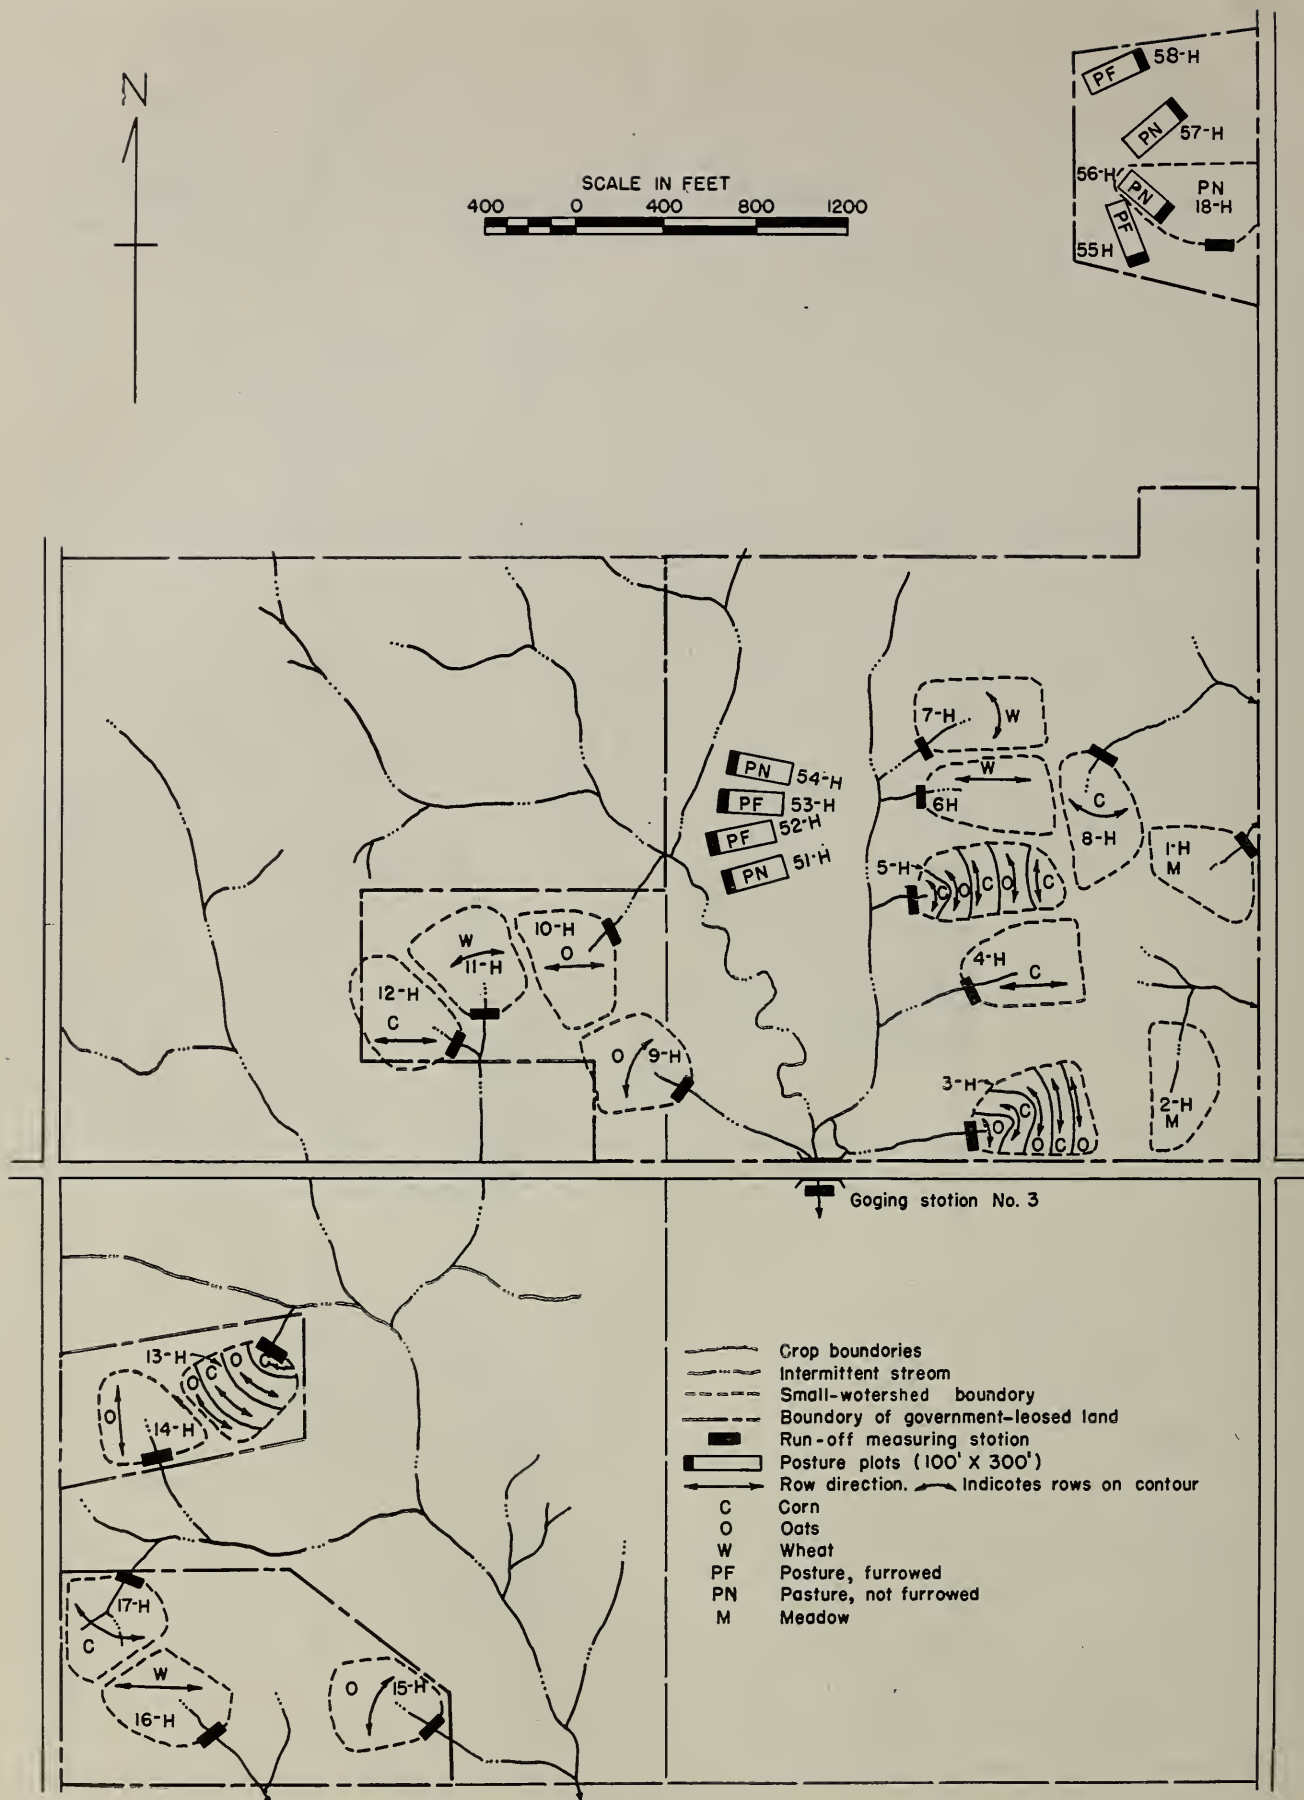 N
58-H
PF
PN
57-H
56-H
PN
PN
18-H
PF
55H
SCALE IN FEET
400 0 400 800 1200
7-H
W
PN
54-H
W
6H
PF
53-H
C
8-H
PF
52-H
1-H
M
PN
51-H
5-H
C O C O C
10-H
O
W
11-H
12-H
C
4-H
C
O
9-H
3-H
C
O
O C O
2-H
M
Goging stotion No. 3
13-H
O C O C
O
14-H
Crop boundories
Intermittent streom
Small-wotershed boundory
Boundory of government-leosed land
Run-off meosuring stotion
Posture plots (100' X 300')
Row direction. Indicotes rows on contour
C Corn
O Oots
W Wheot
PF Posture, furrowed
PN Posture, not furrowed
M Meodow
17-H
C
W
16-H
O
15-H